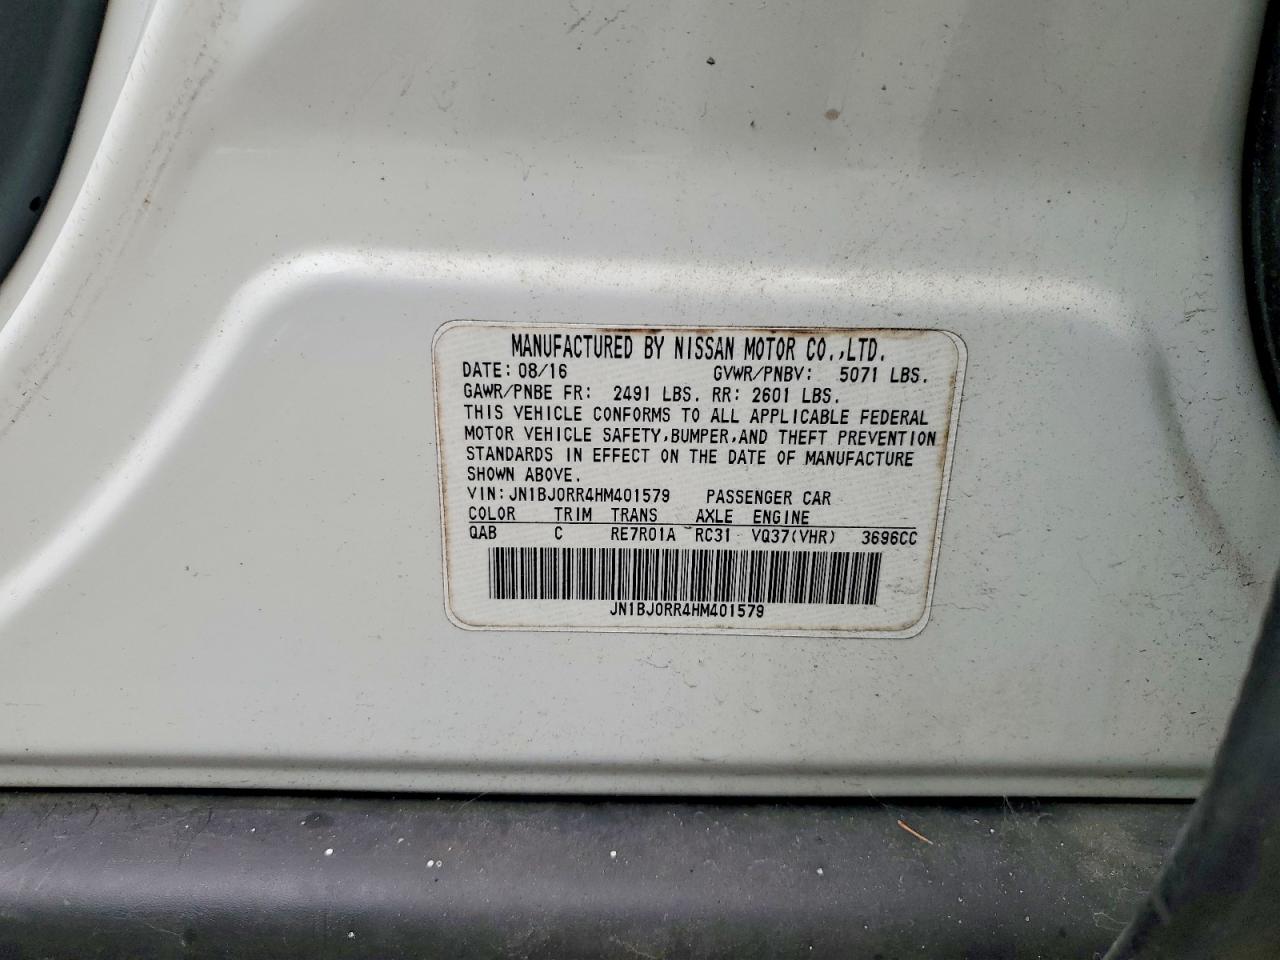 MANUFACTURED BY NISSAN MOTOR CO.,LTD.
DATE: 08/16 GVWR/PNBV: 5071 LBS.
GAWR/PNBE FR: 2491 LBS. RR: 2601 LBS.
THIS VEHICLE CONFORMS TO ALL APPLICABLE FEDERAL
MOTOR VEHICLE SAFETY,BUMPER,AND THEFT PREVENTION
STANDARDS IN EFFECT ON THE DATE OF MANUFACTURE
SHOWN ABOVE.
VIN:JN1BJ0RR4HM401579 PASSENGER CAR
COLOR TRIM TRANS AXLE ENGINE
QAB C RE7R01A RC31 VQ37(VHR) 3696CC
JN1BJ0RR4HM401579